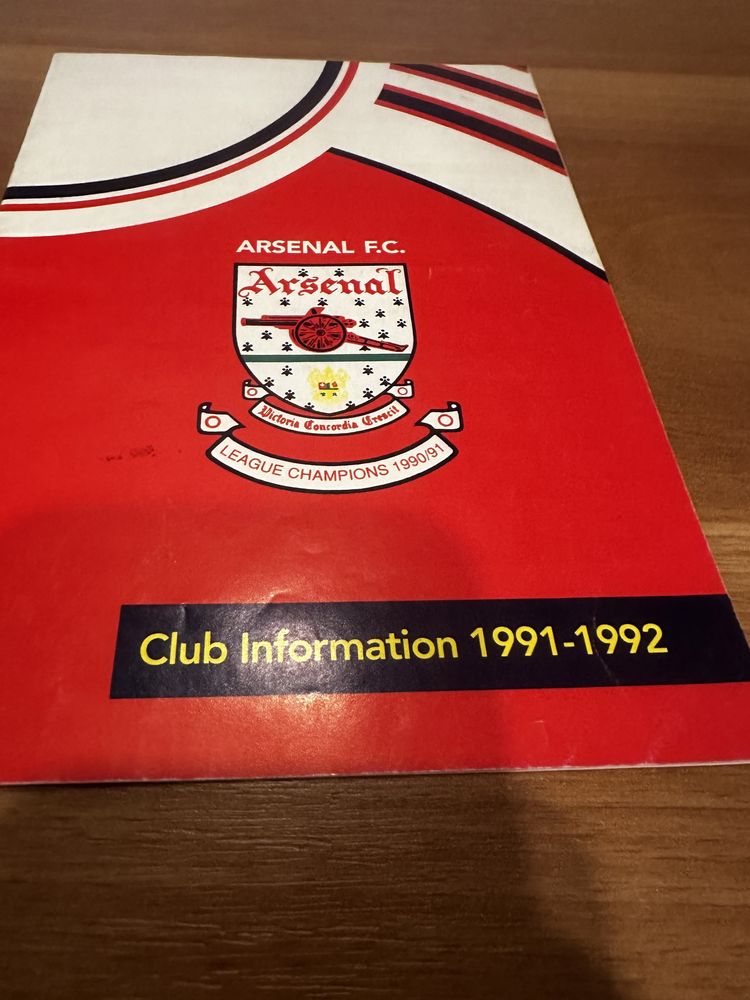 ARSENAL F.C.
Arsenal
Victoria Concordia Crescit
LEAGUE CHAMPIONS 1990/91
Club Information 1991-1992